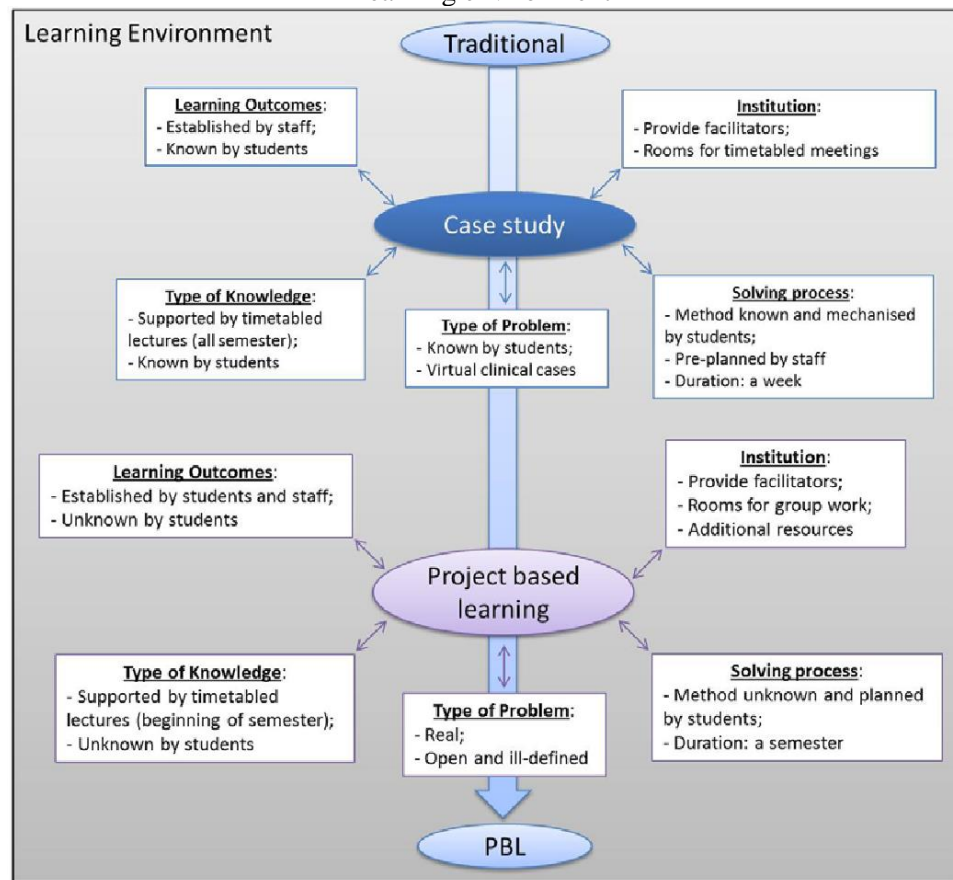 Learning Environment
Traditional
Learning Outcomes:
- Established by staff;
- Known by students
Institution:
- Provide facilitators;
- Rooms for timetabled meetings
Case study
Type of Knowledge:
- Supported by timetabled
lectures (all semester);
- Known by students
Type of Problem:
- Known by students;
- Virtual clinical cases
Solving process:
- Method known and mechanised
by students;
- Pre-planned by staff
- Duration: a week
Learning Outcomes:
- Established by students and staff;
- Unknown by students
Institution:
- Provide facilitators;
- Rooms for group work;
- Additional resources
Project based
learning
Type of Knowledge:
- Supported by timetabled
lectures (beginning of semester);
- Unknown by students
Type of Problem:
- Real;
- Open and ill-defined
Solving process:
- Method unknown and planned
by students;
- Duration: a semester
PBL